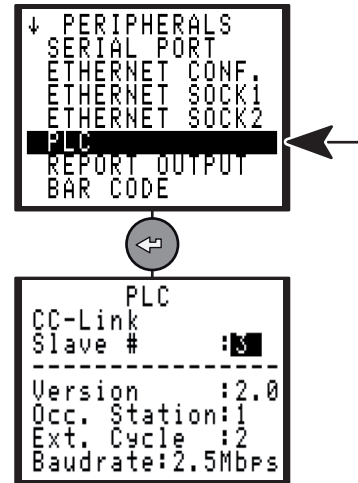 ↓ PERIPHERALS
SERIAL PORT
ETHERNET CONF.
ETHERNET SOCK1
ETHERNET SOCK2
PLC
REPORT OUTPUT
BAR CODE
PLC
CC-Link
Slave # :3
--------------------
Version :2.0
Occ. Station:1
Ext. Cycle :2
Baudrate:2.5Mbps